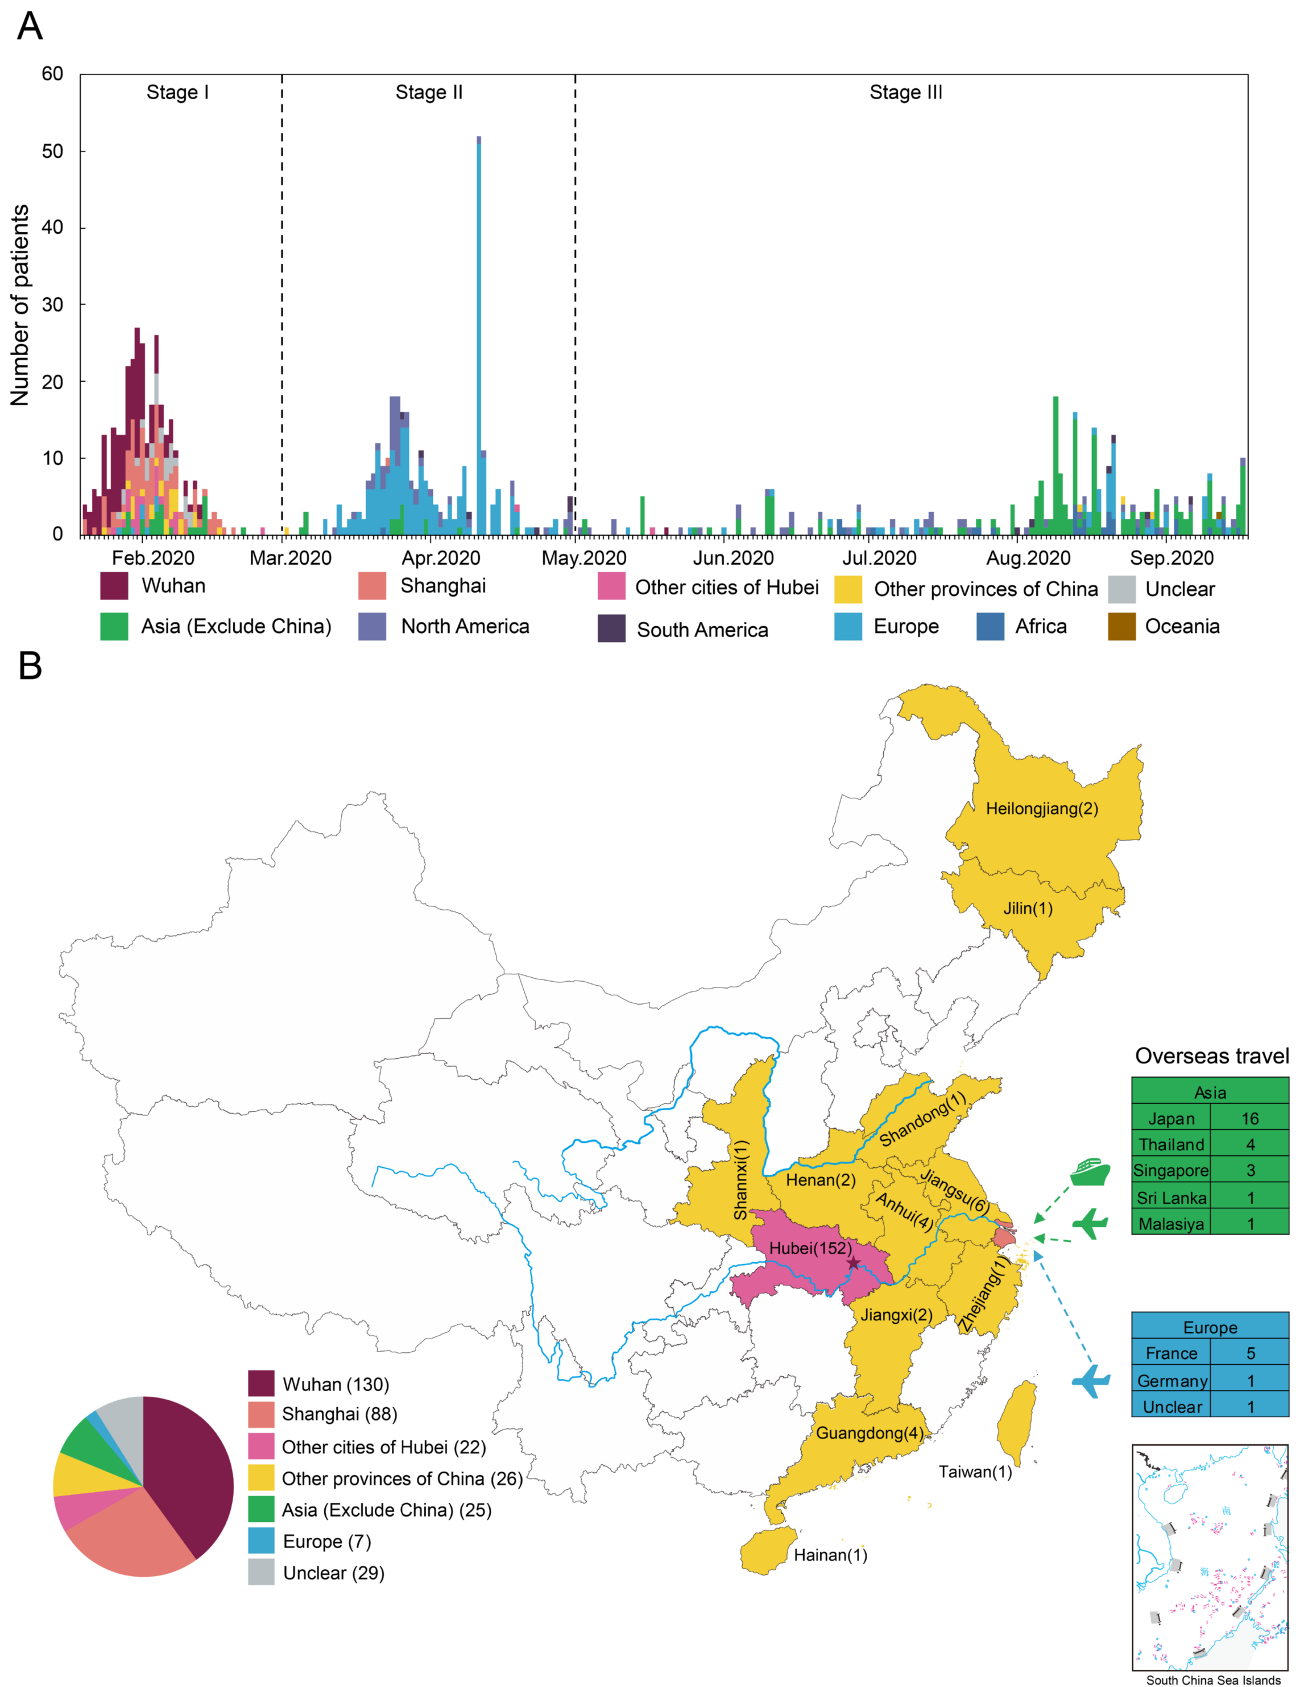 A
60
50
40
30
20
10
0
Number of patients
Stage I
Stage II
Stage III
Feb.2020
Mar.2020
Apr.2020
May.2020
Jun.2020
Jul.2020
Aug.2020
Sep.2020
Wuhan
Shanghai
Other cities of Hubei
Other provinces of China
Unclear
Asia (Exclude China)
North America
South America
Europe
Africa
Oceania
B
Heilongjiang(2)
Jilin(1)
Shandong(1)
Shannxi(1)
Henan(2)
Jiangsu(6)
Anhui(4)
Hubei(152)
Zhejiang(1)
Jiangxi(2)
Guangdong(4)
Taiwan(1)
Hainan(1)
Overseas travel
Asia
Japan 16
Thailand 4
Singapore 3
Sri Lanka 1
Malasiya 1
Europe
France 5
Germany 1
Unclear 1
Wuhan (130)
Shanghai (88)
Other cities of Hubei (22)
Other provinces of China (26)
Asia (Exclude China) (25)
Europe (7)
Unclear (29)
South China Sea Islands